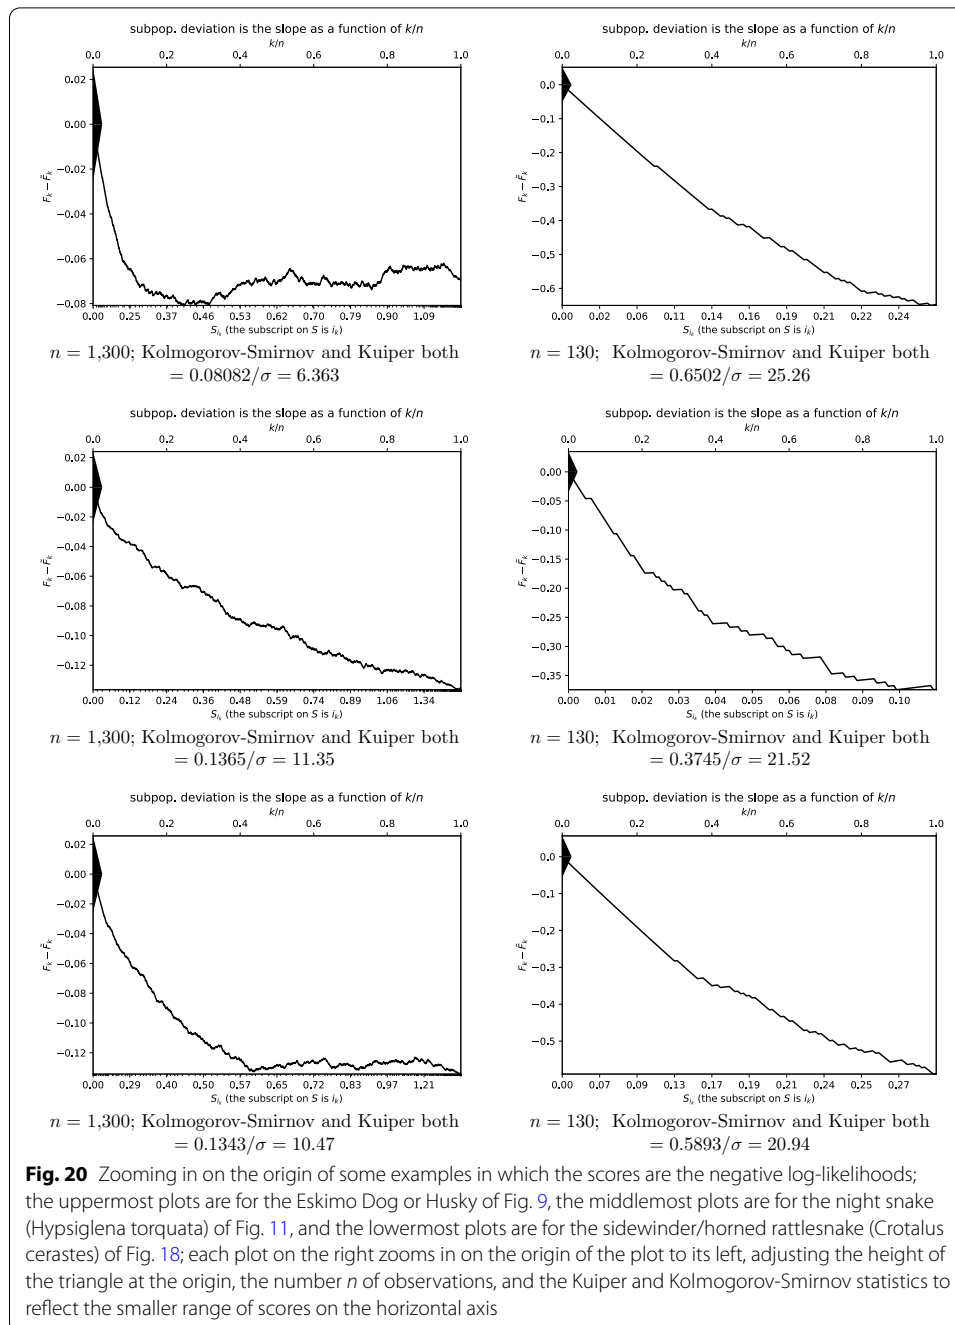 subpop. deviation is the slope as a function of k/n
k/n
0.0 0.2 0.4 0.6 0.8 1.0
0.02
0.00
−0.02
−0.04
−0.06
−0.08
F_k − F̃_k
0.00 0.25 0.37 0.46 0.55 0.65 0.75 0.86 0.98 1.09
S_{i_k} (the subscript on S is i_k)
n = 1,300; Kolmogorov-Smirnov and Kuiper both
= 0.08082/σ = 6.363
subpop. deviation is the slope as a function of k/n
k/n
0.0 0.2 0.4 0.6 0.8 1.0
0.0
−0.1
−0.2
−0.3
−0.4
−0.5
−0.6
F_k − F̃_k
0.00 0.02 0.06 0.11 0.14 0.16 0.19 0.21 0.22 0.24
S_{i_k} (the subscript on S is i_k)
n = 130; Kolmogorov-Smirnov and Kuiper both
= 0.6502/σ = 25.26
subpop. deviation is the slope as a function of k/n
k/n
0.0 0.2 0.4 0.6 0.8 1.0
0.02
0.00
−0.02
−0.04
−0.06
−0.08
−0.10
−0.12
F_k − F̃_k
0.00 0.12 0.24 0.36 0.48 0.61 0.74 0.88 1.04 1.34
S_{i_k} (the subscript on S is i_k)
n = 1,300; Kolmogorov-Smirnov and Kuiper both
= 0.1365/σ = 11.35
subpop. deviation is the slope as a function of k/n
k/n
0.0 0.2 0.4 0.6 0.8 1.0
0.00
−0.05
−0.10
−0.15
−0.20
−0.25
−0.30
−0.35
F_k − F̃_k
0.00 0.01 0.02 0.03 0.04 0.05 0.06 0.08 0.08 0.10
S_{i_k} (the subscript on S is i_k)
n = 130; Kolmogorov-Smirnov and Kuiper both
= 0.3745/σ = 21.52
subpop. deviation is the slope as a function of k/n
k/n
0.0 0.2 0.4 0.6 0.8 1.0
0.02
0.00
−0.02
−0.04
−0.06
−0.08
−0.10
−0.12
F_k − F̃_k
0.00 0.29 0.40 0.50 0.57 0.65 0.72 0.83 0.97 1.21
S_{i_k} (the subscript on S is i_k)
n = 1,300; Kolmogorov-Smirnov and Kuiper both
= 0.1343/σ = 10.47
subpop. deviation is the slope as a function of k/n
k/n
0.0 0.2 0.4 0.6 0.8 1.0
0.0
−0.1
−0.2
−0.3
−0.4
−0.5
F_k − F̃_k
0.00 0.07 0.09 0.13 0.17 0.19 0.21 0.24 0.25 0.27
S_{i_k} (the subscript on S is i_k)
n = 130; Kolmogorov-Smirnov and Kuiper both
= 0.5893/σ = 20.94
Fig. 20 Zooming in on the origin of some examples in which the scores are the negative log-likelihoods;
the uppermost plots are for the Eskimo Dog or Husky of Fig. 9, the middlemost plots are for the night snake
(Hypsiglena torquata) of Fig. 11, and the lowermost plots are for the sidewinder/horned rattlesnake (Crotalus
cerastes) of Fig. 18; each plot on the right zooms in on the origin of the plot to its left, adjusting the height of
the triangle at the origin, the number n of observations, and the Kuiper and Kolmogorov-Smirnov statistics to
reflect the smaller range of scores on the horizontal axis